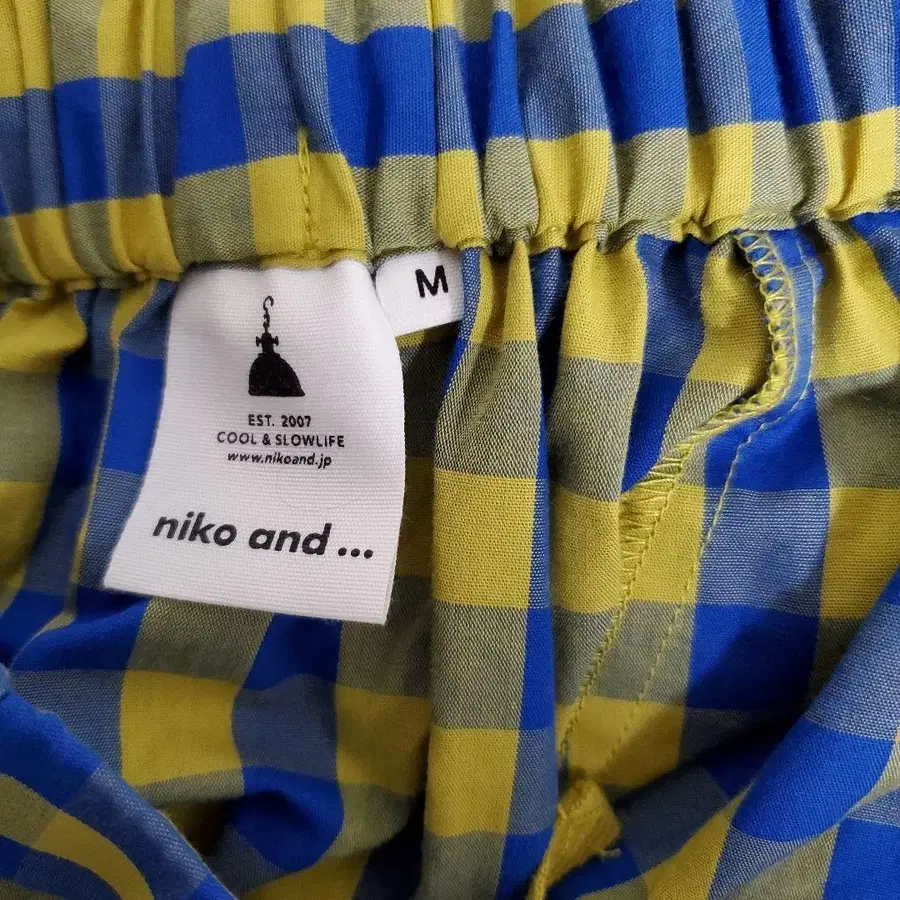 M
EST. 2007
COOL & SLOWLIFE
www.nikoand.jp
niko and ...